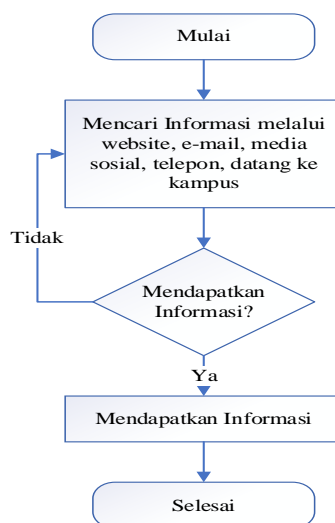 Mulai
Mencari Informasi melalui
website, e-mail, media
sosial, telepon, datang ke
kampus
Tidak
Mendapatkan
Informasi?
Ya
Mendapatkan Informasi
Selesai